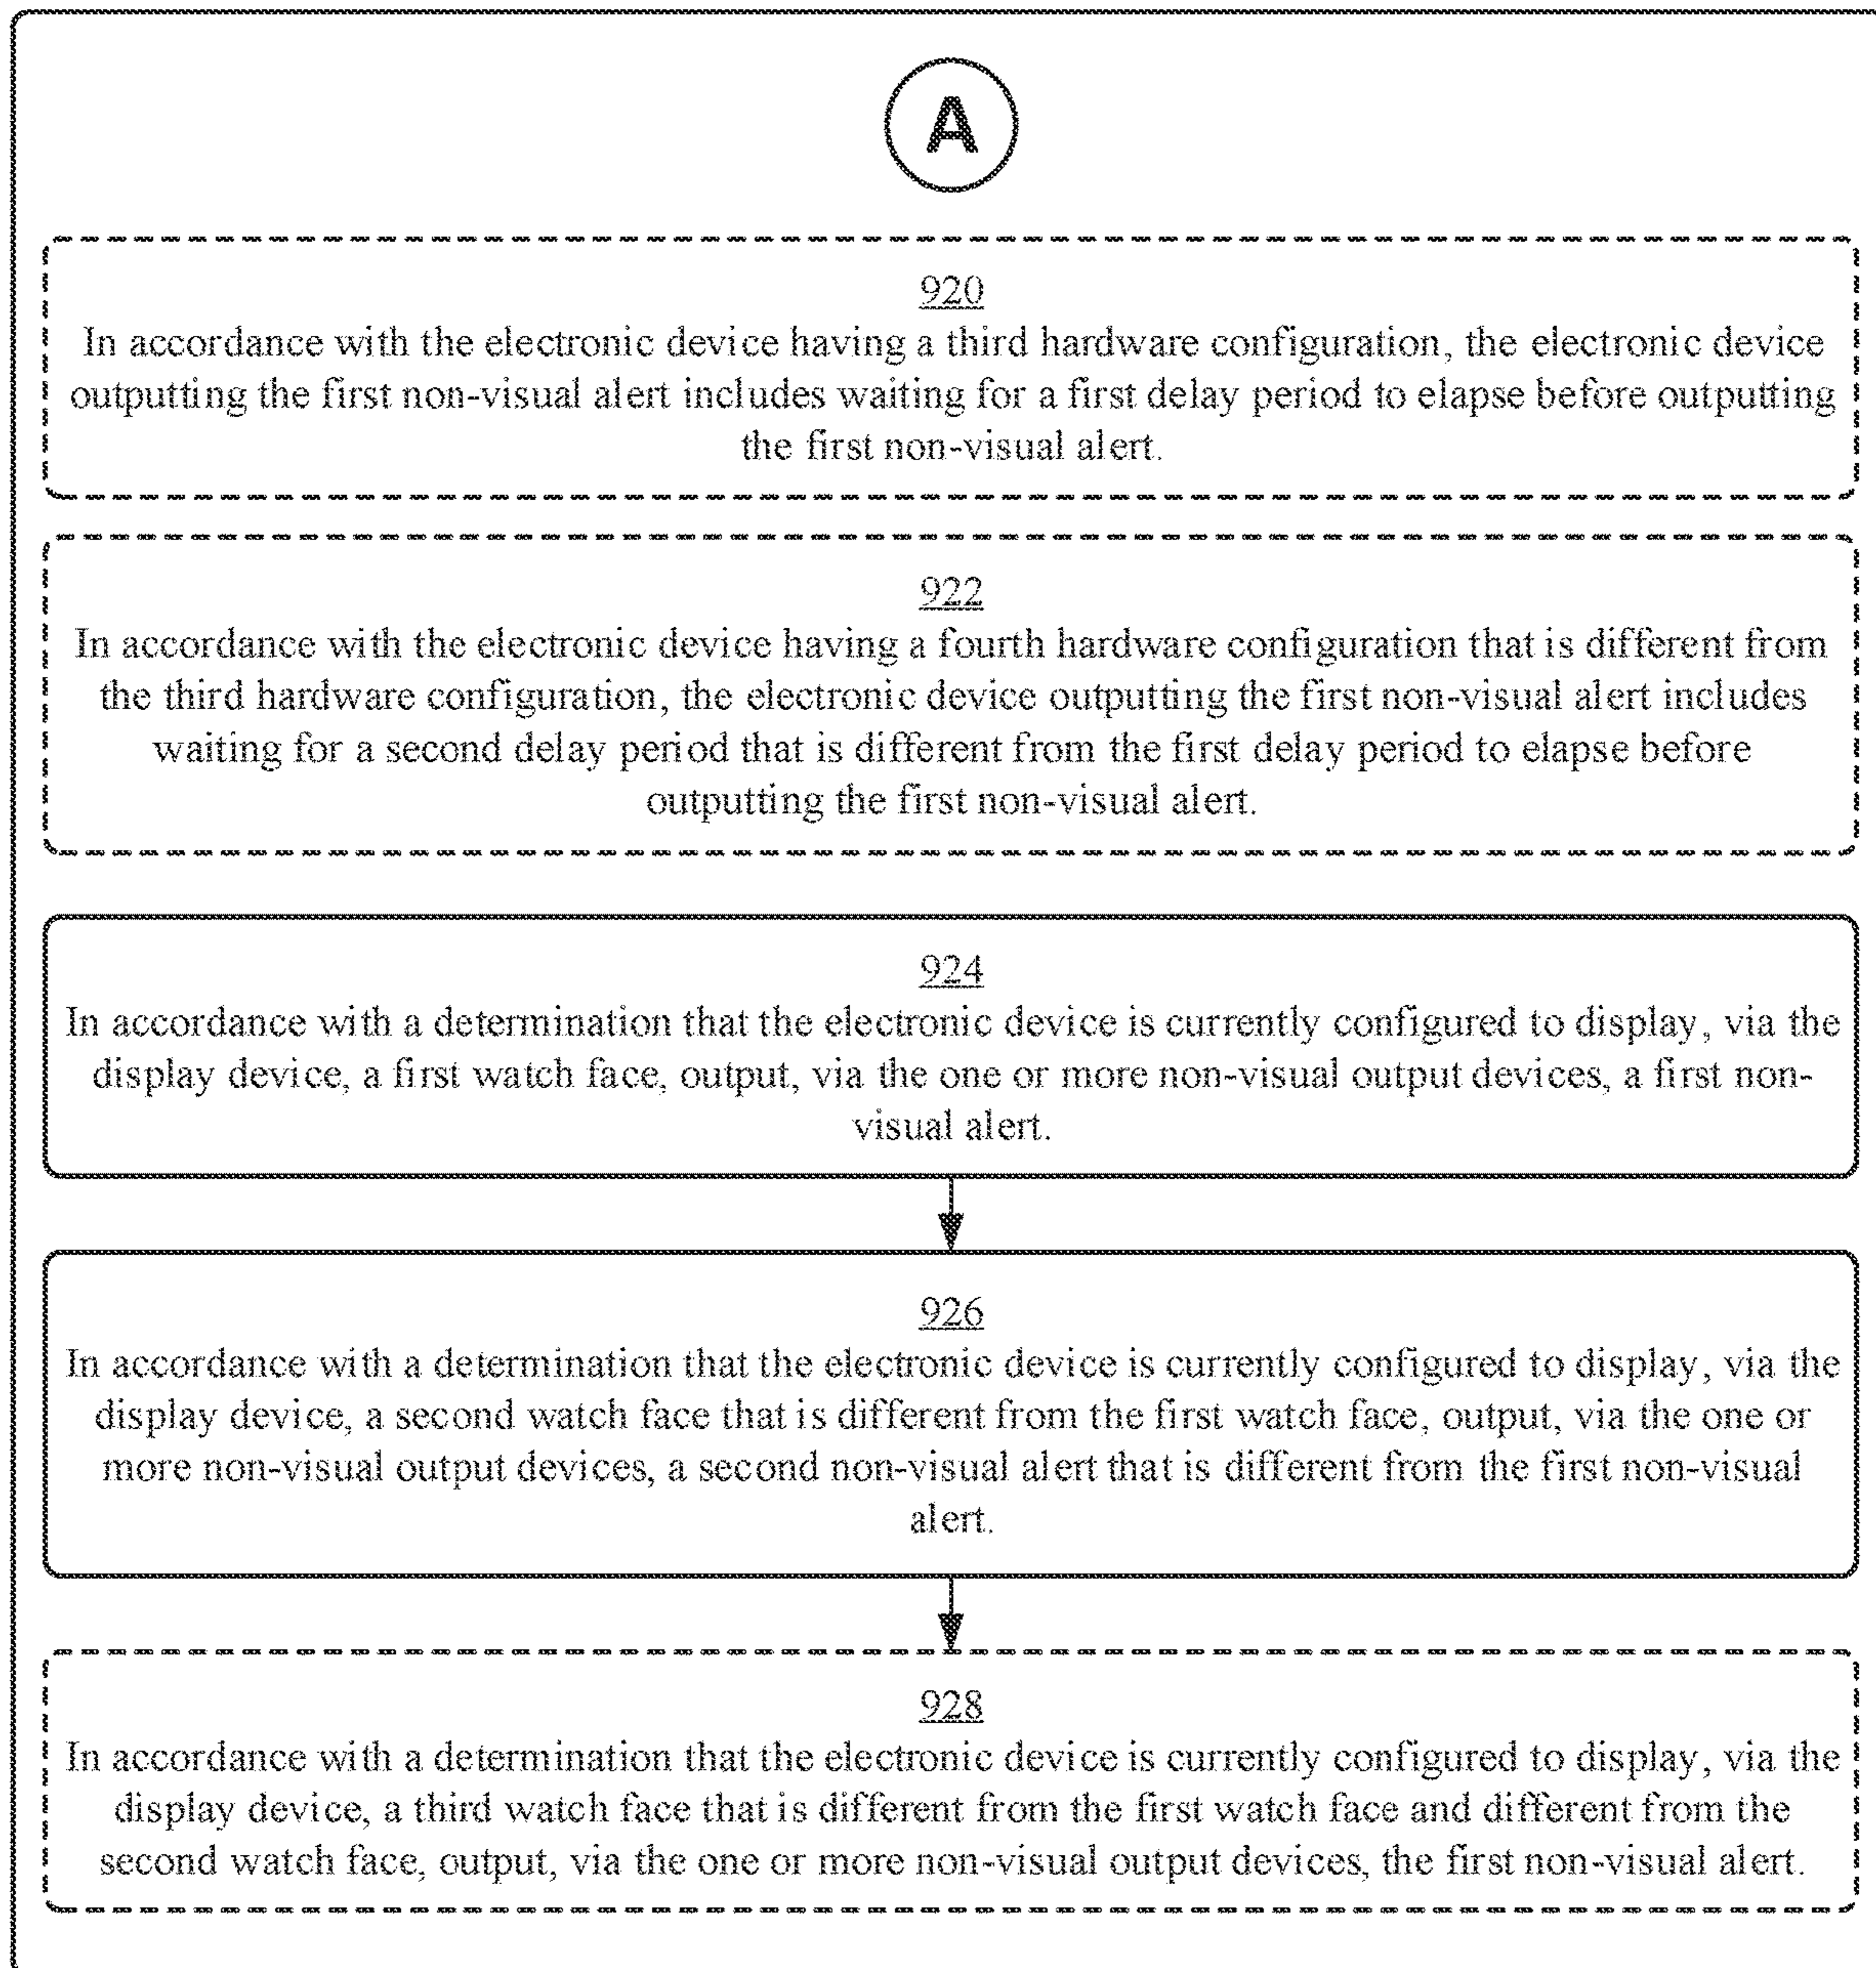 A
920
In accordance with the electronic device having a third hardware configuration, the electronic device
outputting the first non-visual alert includes waiting for a first delay period to elapse before outputting
the first non-visual alert.
922
In accordance with the electronic device having a fourth hardware configuration that is different from
the third hardware configuration, the electronic device outputting the first non-visual alert includes
waiting for a second delay period that is different from the first delay period to elapse before
outputting the first non-visual alert.
924
In accordance with a determination that the electronic device is currently configured to display, via the
display device, a first watch face, output, via the one or more non-visual output devices, a first non-
visual alert.
926
In accordance with a determination that the electronic device is currently configured to display, via the
display device, a second watch face that is different from the first watch face, output, via the one or
more non-visual output devices, a second non-visual alert that is different from the first non-visual
alert.
928
In accordance with a determination that the electronic device is currently configured to display, via the
display device, a third watch face that is different from the first watch face and different from the
second watch face, output, via the one or more non-visual output devices, the first non-visual alert.